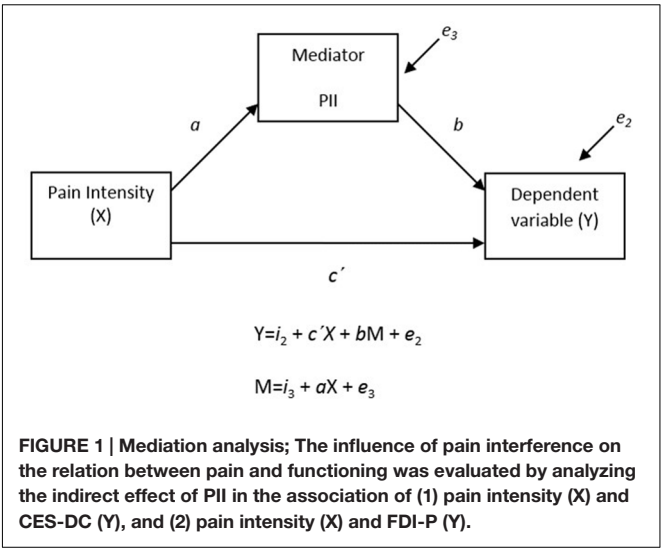 Mediator
e₃
PII
a
b
e₂
Pain Intensity
(X)
Dependent
variable (Y)
c´
Y=i₂ + c´X + bM + e₂
M=i₃ + aX + e₃
FIGURE 1 | Mediation analysis; The influence of pain interference on
the relation between pain and functioning was evaluated by analyzing
the indirect effect of PII in the association of (1) pain intensity (X) and
CES-DC (Y), and (2) pain intensity (X) and FDI-P (Y).